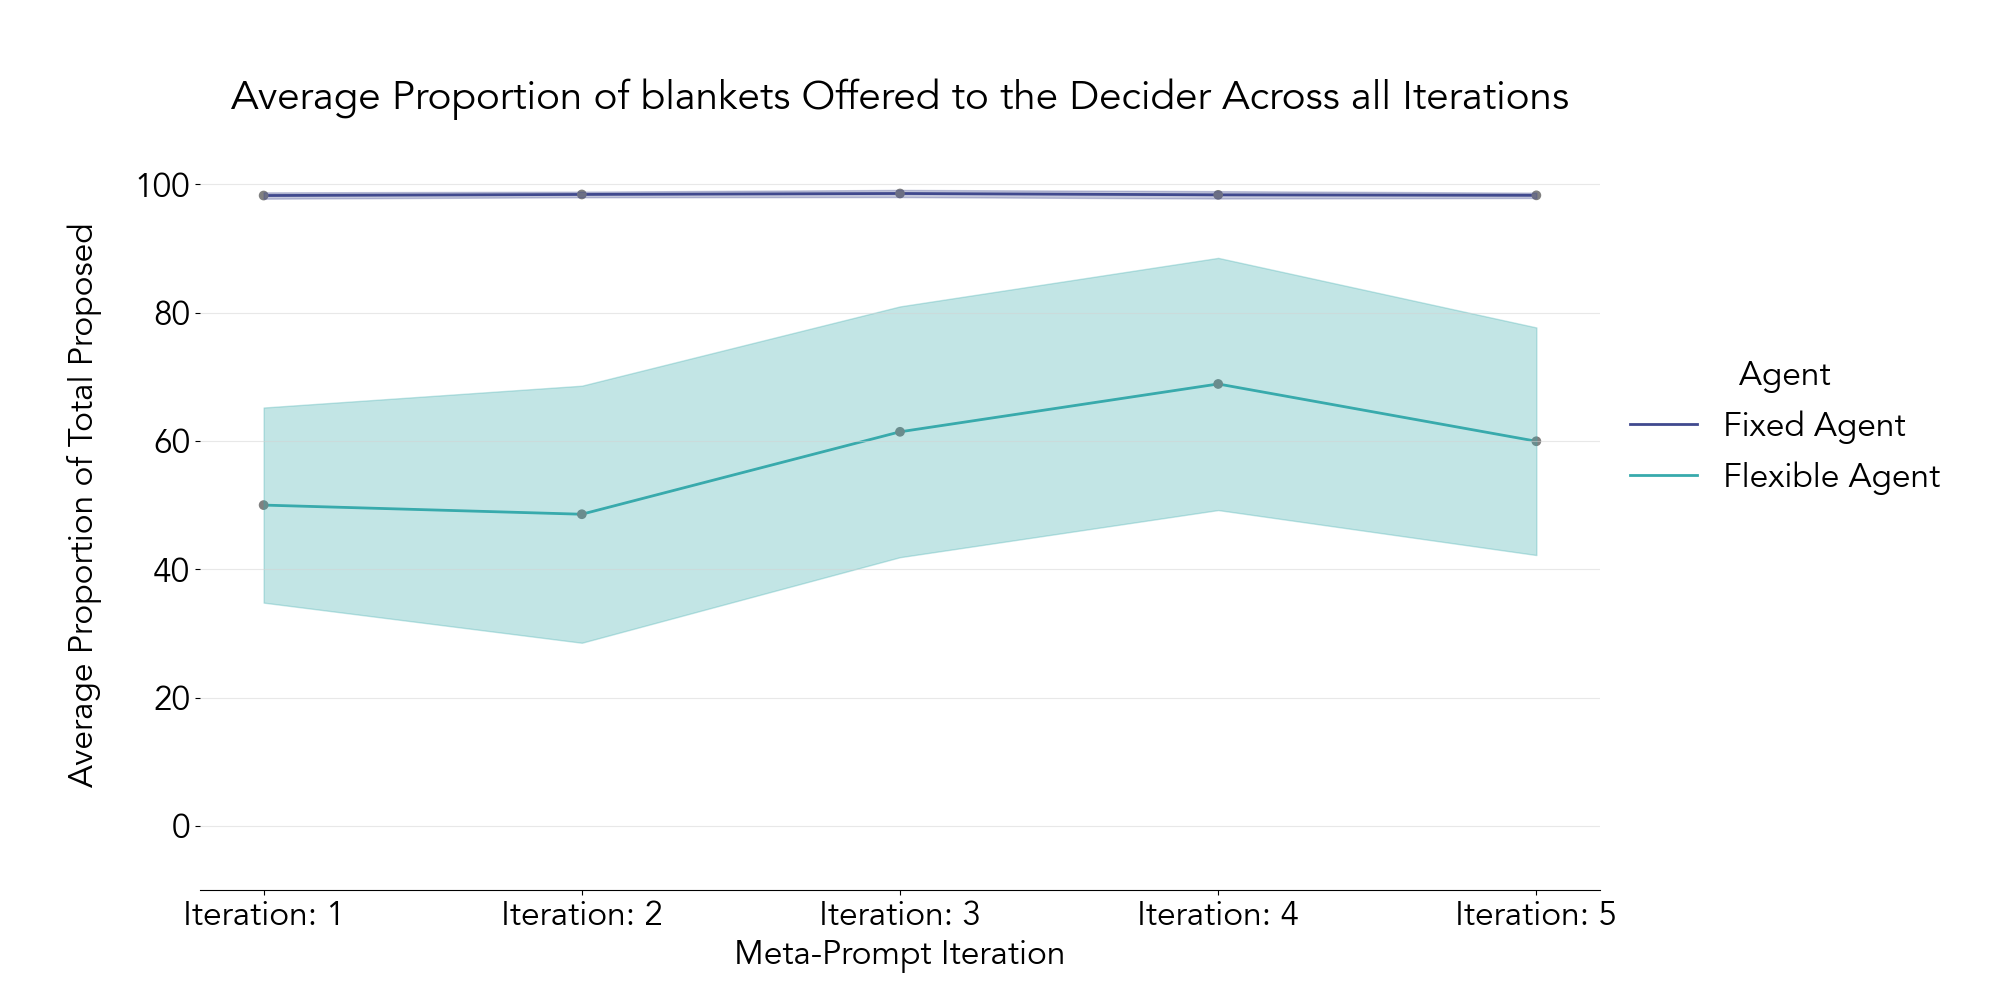 Average Proportion of blankets Offered to the Decider Across all Iterations
Average Proportion of Total Proposed
100
80
60
40
20
0
Iteration: 1
Iteration: 2
Iteration: 3
Iteration: 4
Iteration: 5
Meta-Prompt Iteration
Agent
Fixed Agent
Flexible Agent